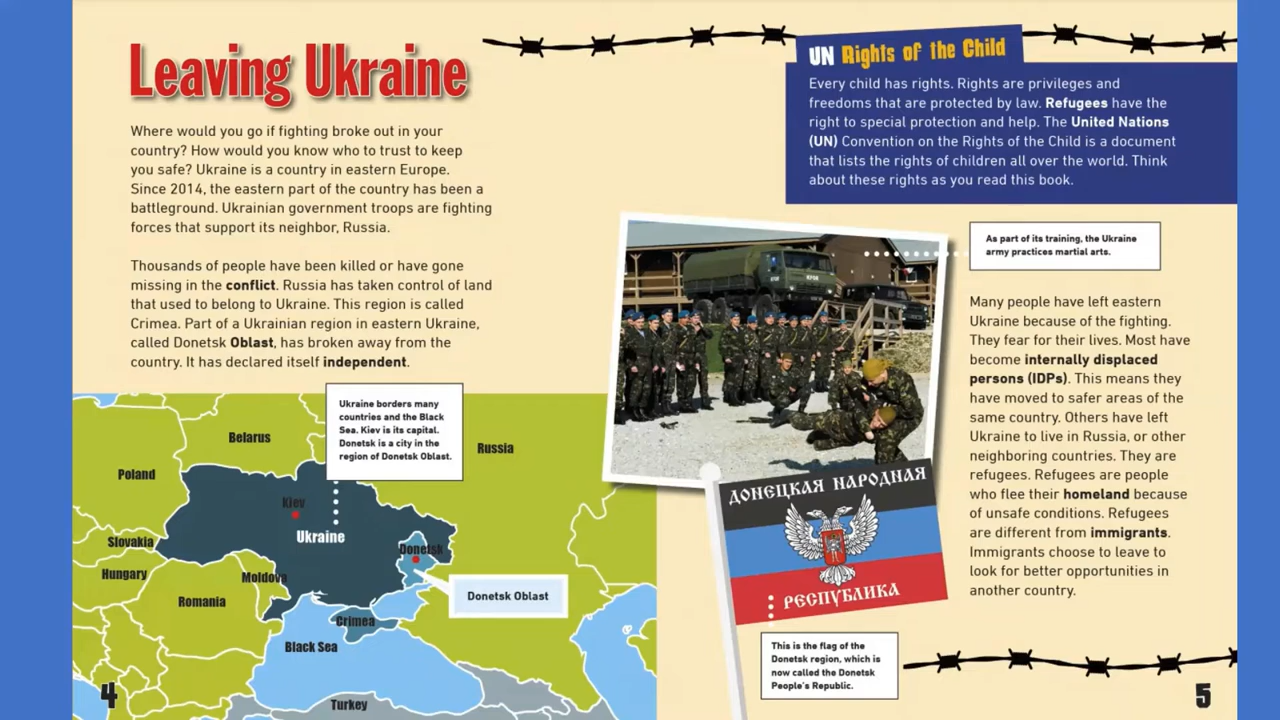 Leaving Ukraine
Where would you go if fighting broke out in your
country? How would you know who to trust to keep
you safe? Ukraine is a country in eastern Europe.
Since 2014, the eastern part of the country has been a
battleground. Ukrainian government troops are fighting
forces that support its neighbor, Russia.
Thousands of people have been killed or have gone
missing in the conflict. Russia has taken control of land
that used to belong to Ukraine. This region is called
Crimea. Part of a Ukrainian region in eastern Ukraine,
called Donetsk Oblast, has broken away from the
country. It has declared itself independent.
Ukraine borders many
countries and the Black
Sea. Kiev is its capital.
Donetsk is a city in the
region of Donetsk Oblast.
Belarus
Russia
Poland
Kiev
Ukraine
Slovakia
Donetsk
Hungary
Moldova
Romania
Donetsk Oblast
Crimea
Black Sea
Turkey
4
UN Rights of the Child
Every child has rights. Rights are privileges and
freedoms that are protected by law. Refugees have the
right to special protection and help. The United Nations
(UN) Convention on the Rights of the Child is a document
that lists the rights of children all over the world. Think
about these rights as you read this book.
As part of its training, the Ukraine
army practices martial arts.
Many people have left eastern
Ukraine because of the fighting.
They fear for their lives. Most have
become internally displaced
persons (IDPs). This means they
have moved to safer areas of the
same country. Others have left
Ukraine to live in Russia, or other
neighboring countries. They are
refugees. Refugees are people
who flee their homeland because
of unsafe conditions. Refugees
are different from immigrants.
Immigrants choose to leave to
look for better opportunities in
another country.
ДОНЕЦКАЯ НАРОДНАЯ
РЕСПУБЛИКА
This is the flag of the
Donetsk region, which is
now called the Donetsk
People's Republic.
5